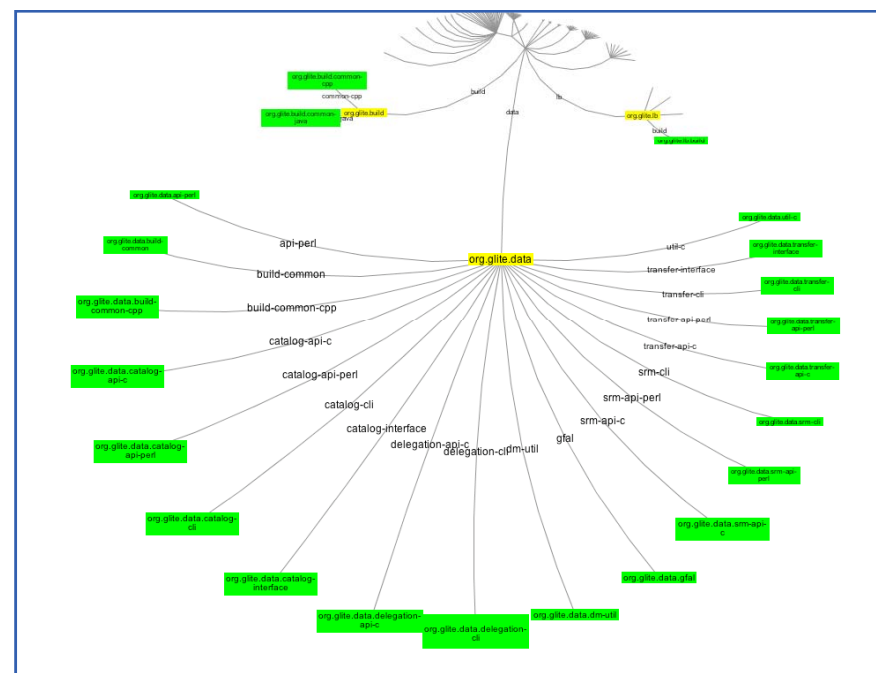 org.glite.build.common-
cpp
common-cpp
org.glite.build.common-
java
java
org.glite.build
build
data
lb
org.glite.lb
build
org.glite.lb.build
org.glite.data.api-perl
api-perl
org.glite.data.build-
common
build-common
org.glite.data.build-
common-cpp
build-common-cpp
org.glite.data.catalog-
api-c
catalog-api-c
org.glite.data.catalog-
api-perl
catalog-api-perl
org.glite.data.catalog-
cli
catalog-cli
org.glite.data.catalog-
interface
catalog-interface
org.glite.data.delegation-
api-c
delegation-api-c
org.glite.data.delegation-
cli
delegation-cli
org.glite.data.dm-util
dm-util
org.glite.data.gfal
gfal
org.glite.data.srm-api-
c
srm-api-c
org.glite.data.srm-api-
perl
srm-api-perl
org.glite.data.srm-cli
srm-cli
org.glite.data.transfer-
api-c
transfer-api-c
org.glite.data.transfer-
api-perl
transfer-api-perl
org.glite.data.transfer-
cli
transfer-cli
org.glite.data.transfer-
interface
transfer-interface
org.glite.data.util-c
util-c
org.glite.data